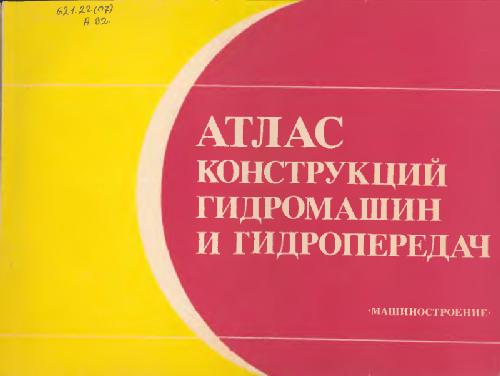 621.22(07)
А 92.
АТЛАС
КОНСТРУКЦИЙ
ГИДРОМАШИН
И ГИДРОПЕРЕДАЧ
·МАШИНОСТРОЕНИЕ·